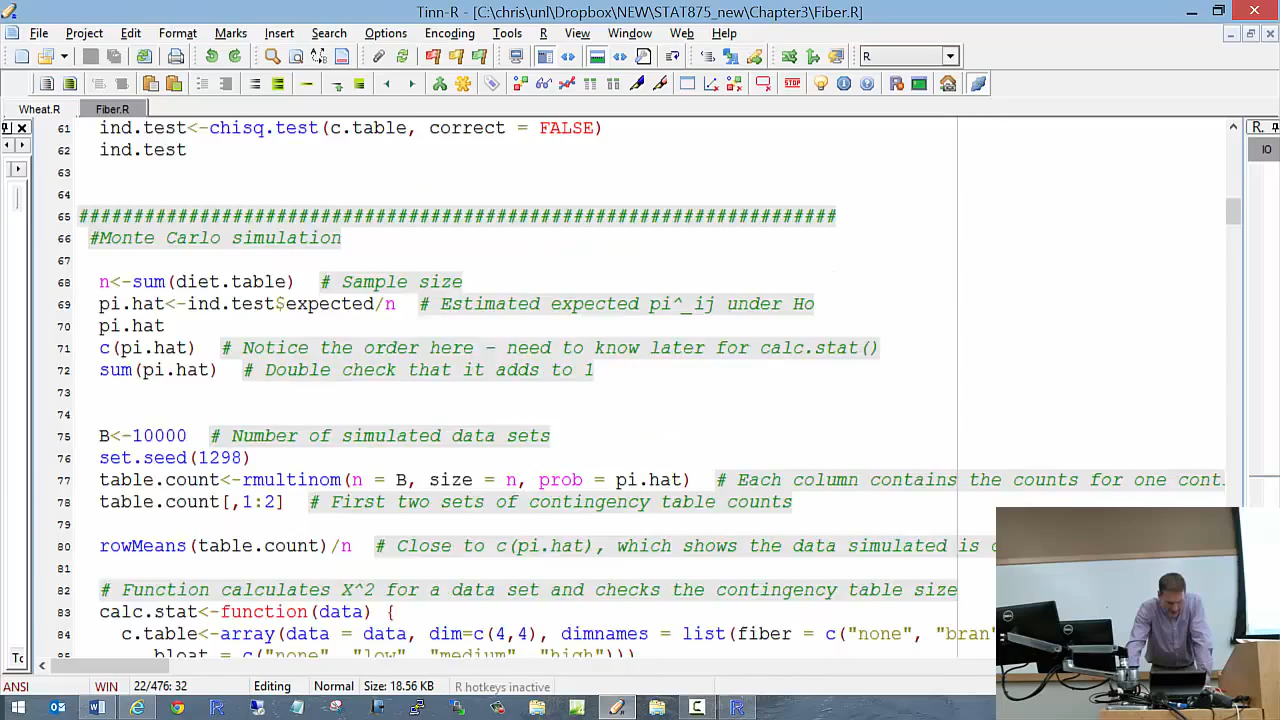 Tinn-R - [C:\chris\unl\Dropbox\NEW\STAT875_new\Chapter3\Fiber.R]
File Project Edit Format Marks Insert Search Options Encoding Tools R View Window Web Help
R
Wheat.R Fiber.R
R.
IO
61 ind.test<-chisq.test(c.table, correct = FALSE)
62 ind.test
63
64
65 #####################################################################
66 #Monte Carlo simulation
67
68 n<-sum(diet.table) # Sample size
69 pi.hat<-ind.test$expected/n # Estimated expected pi^_ij under Ho
70 pi.hat
71 c(pi.hat) # Notice the order here - need to know later for calc.stat()
72 sum(pi.hat) # Double check that it adds to 1
73
74
75 B<-10000 # Number of simulated data sets
76 set.seed(1298)
77 table.count<-rmultinom(n = B, size = n, prob = pi.hat) # Each column contains the counts for one cont
78 table.count[,1:2] # First two sets of contingency table counts
79
80 rowMeans(table.count)/n # Close to c(pi.hat), which shows the data simulated is
81
82 # Function calculates X^2 for a data set and checks the contingency table size
83 calc.stat<-function(data) {
84 c.table<-array(data = data, dim=c(4,4), dimnames = list(fiber = c("none", "bran"
bloat = c("none", "low", "medium", "high")))
Tc
ANSI WIN 22/476: 32 Editing Normal Size: 18.56 KB R hotkeys inactive